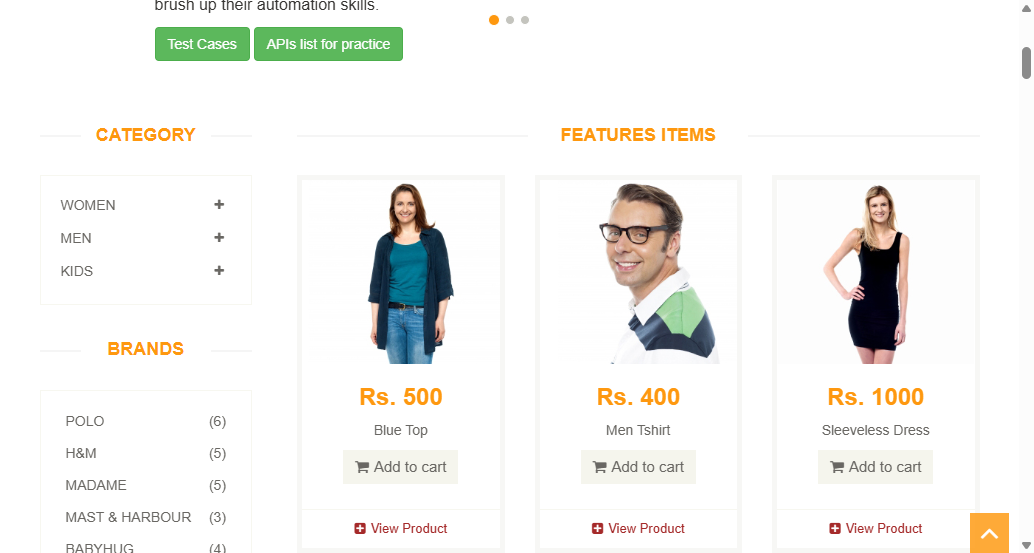 brush up their automation skills.
Test Cases
APIs list for practice
CATEGORY
WOMEN
MEN
KIDS
BRANDS
POLO (6)
H&M (5)
MADAME (5)
MAST & HARBOUR (3)
BABYHUG (4)
FEATURES ITEMS
Rs. 500
Blue Top
Add to cart
View Product
Rs. 400
Men Tshirt
Add to cart
View Product
Rs. 1000
Sleeveless Dress
Add to cart
View Product